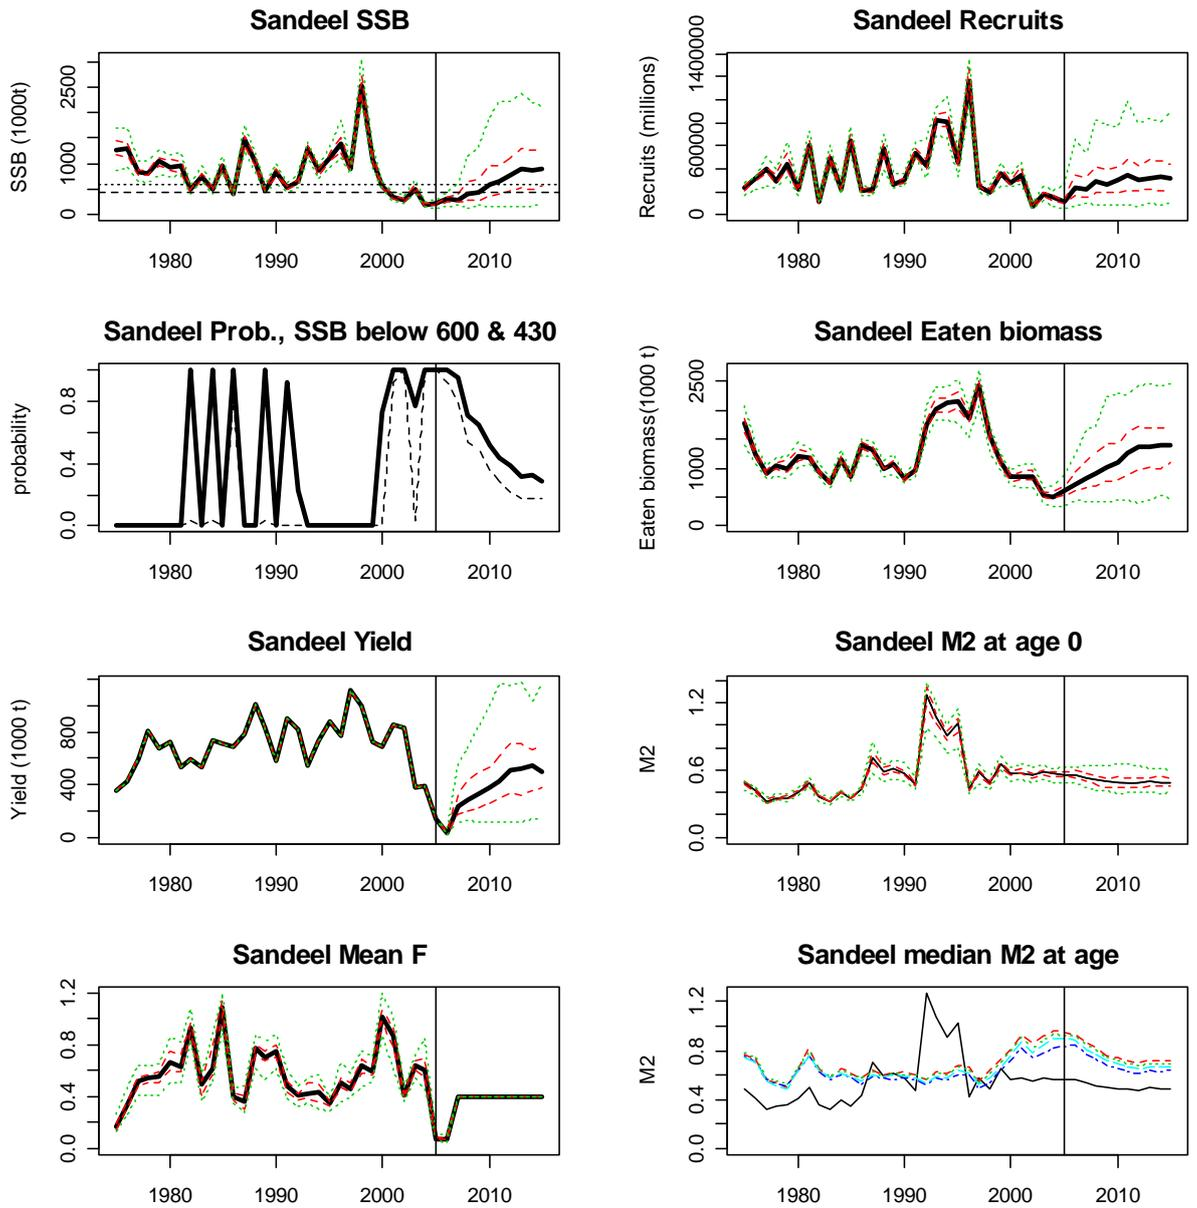 Sandeel SSB
SSB (1000t)
0 1000 2500
1980 1990 2000 2010
Sandeel Recruits
Recruits (millions)
0 600000 1400000
1980 1990 2000 2010
Sandeel Prob., SSB below 600 & 430
probability
0.0 0.4 0.8
1980 1990 2000 2010
Sandeel Eaten biomass
Eaten biomass(1000 t)
0 1000 2500
1980 1990 2000 2010
Sandeel Yield
Yield (1000 t)
0 400 800
1980 1990 2000 2010
Sandeel M2 at age 0
M2
0.0 0.6 1.2
1980 1990 2000 2010
Sandeel Mean F
0.0 0.4 0.8 1.2
1980 1990 2000 2010
Sandeel median M2 at age
M2
0.0 0.4 0.8 1.2
1980 1990 2000 2010